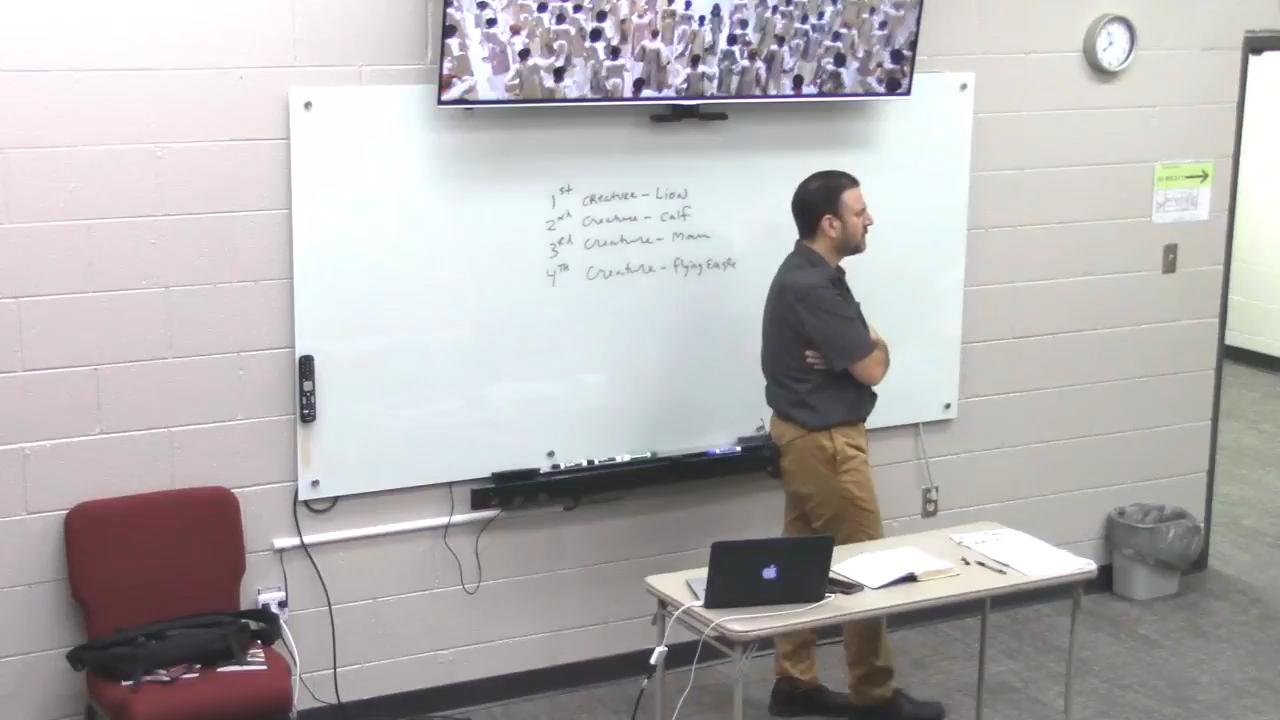 1st creature - Lion
2nd creature - calf
3rd creature - Man
4TH creature - flying Eagle